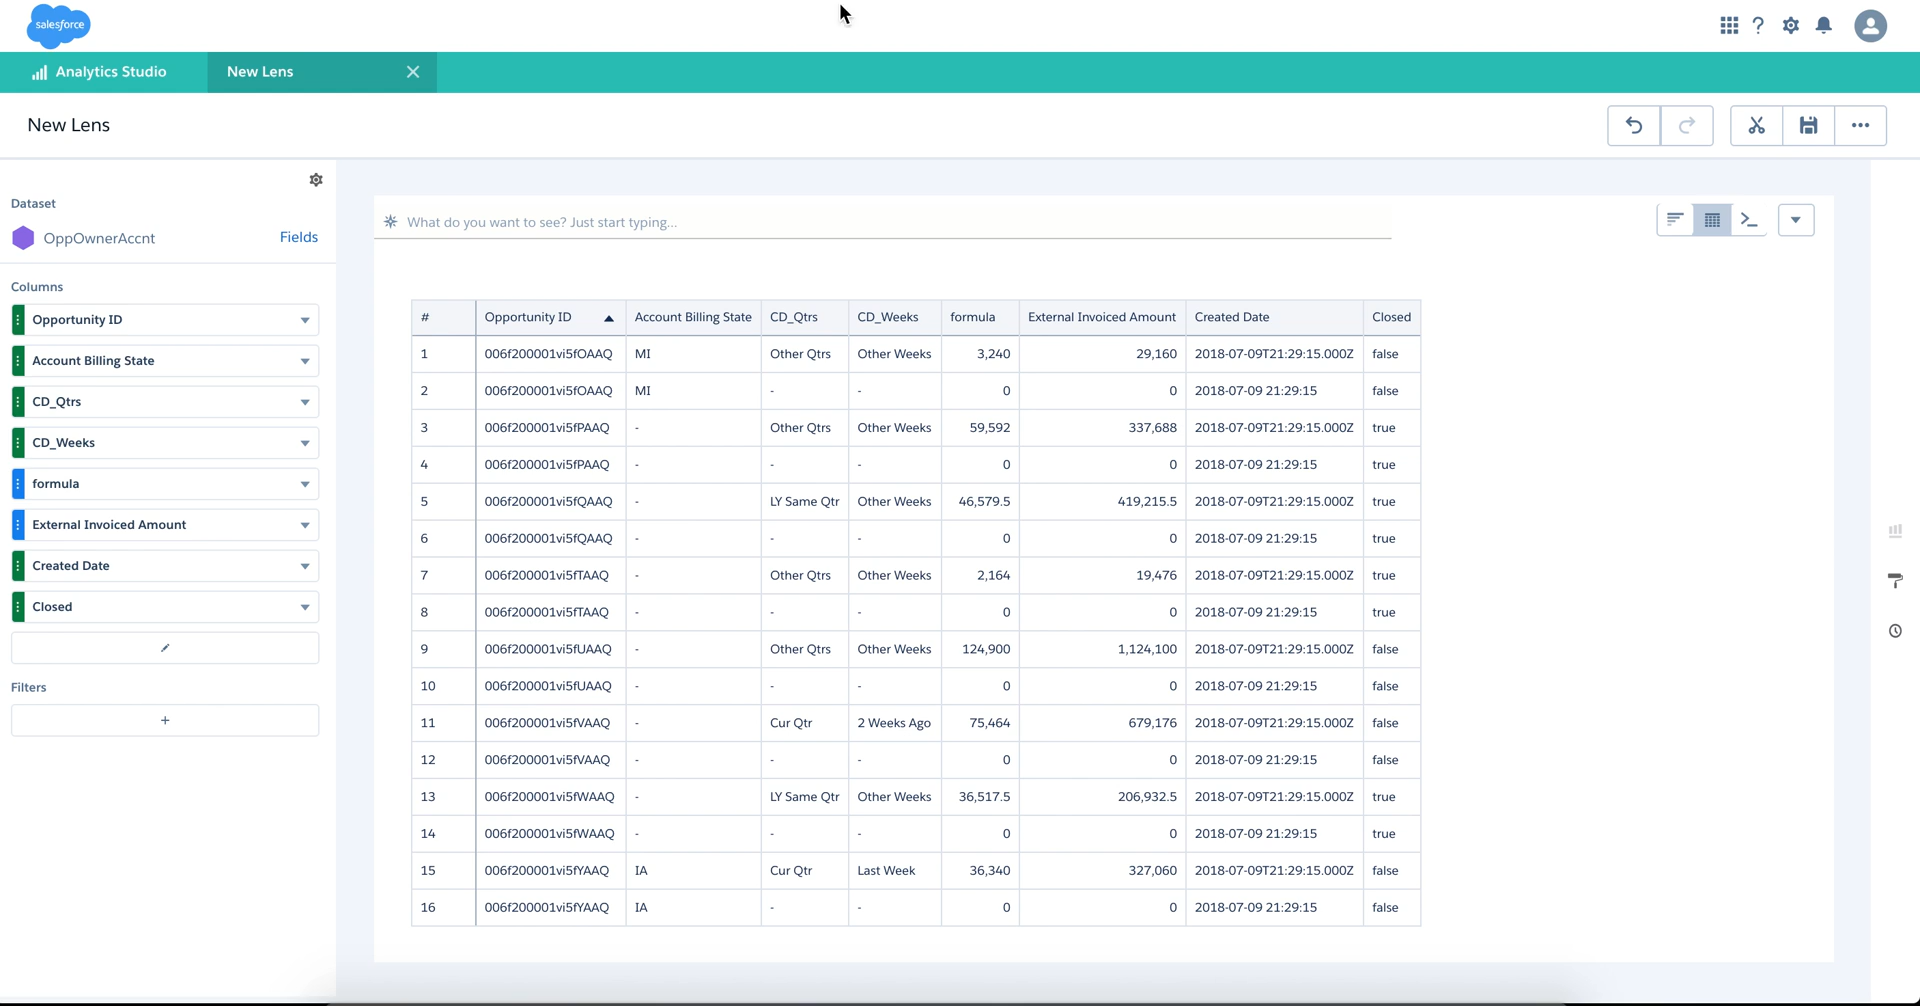 salesforce
Analytics Studio
New Lens
New Lens
Dataset
OppOwnerAccnt Fields
Columns
Opportunity ID
Account Billing State
CD_Qtrs
CD_Weeks
formula
External Invoiced Amount
Created Date
Closed
Filters
+
What do you want to see? Just start typing...
# Opportunity ID Account Billing State CD_Qtrs CD_Weeks formula External Invoiced Amount Created Date Closed
1 006f200001vi5fOAAQ MI Other Qtrs Other Weeks 3,240 29,160 2018-07-09T21:29:15.000Z false
2 006f200001vi5fOAAQ MI - - 0 0 2018-07-09 21:29:15 false
3 006f200001vi5fPAAQ - Other Qtrs Other Weeks 59,592 337,688 2018-07-09T21:29:15.000Z true
4 006f200001vi5fPAAQ - - - 0 0 2018-07-09 21:29:15 true
5 006f200001vi5fQAAQ - LY Same Qtr Other Weeks 46,579.5 419,215.5 2018-07-09T21:29:15.000Z true
6 006f200001vi5fQAAQ - - - 0 0 2018-07-09 21:29:15 true
7 006f200001vi5fTAAQ - Other Qtrs Other Weeks 2,164 19,476 2018-07-09T21:29:15.000Z true
8 006f200001vi5fTAAQ - - - 0 0 2018-07-09 21:29:15 true
9 006f200001vi5fUAAQ - Other Qtrs Other Weeks 124,900 1,124,100 2018-07-09T21:29:15.000Z false
10 006f200001vi5fUAAQ - - - 0 0 2018-07-09 21:29:15 false
11 006f200001vi5fVAAQ - Cur Qtr 2 Weeks Ago 75,464 679,176 2018-07-09T21:29:15.000Z false
12 006f200001vi5fVAAQ - - - 0 0 2018-07-09 21:29:15 false
13 006f200001vi5fWAAQ - LY Same Qtr Other Weeks 36,517.5 206,932.5 2018-07-09T21:29:15.000Z true
14 006f200001vi5fWAAQ - - - 0 0 2018-07-09 21:29:15 true
15 006f200001vi5fYAAQ IA Cur Qtr Last Week 36,340 327,060 2018-07-09T21:29:15.000Z false
16 006f200001vi5fYAAQ IA - - 0 0 2018-07-09 21:29:15 false